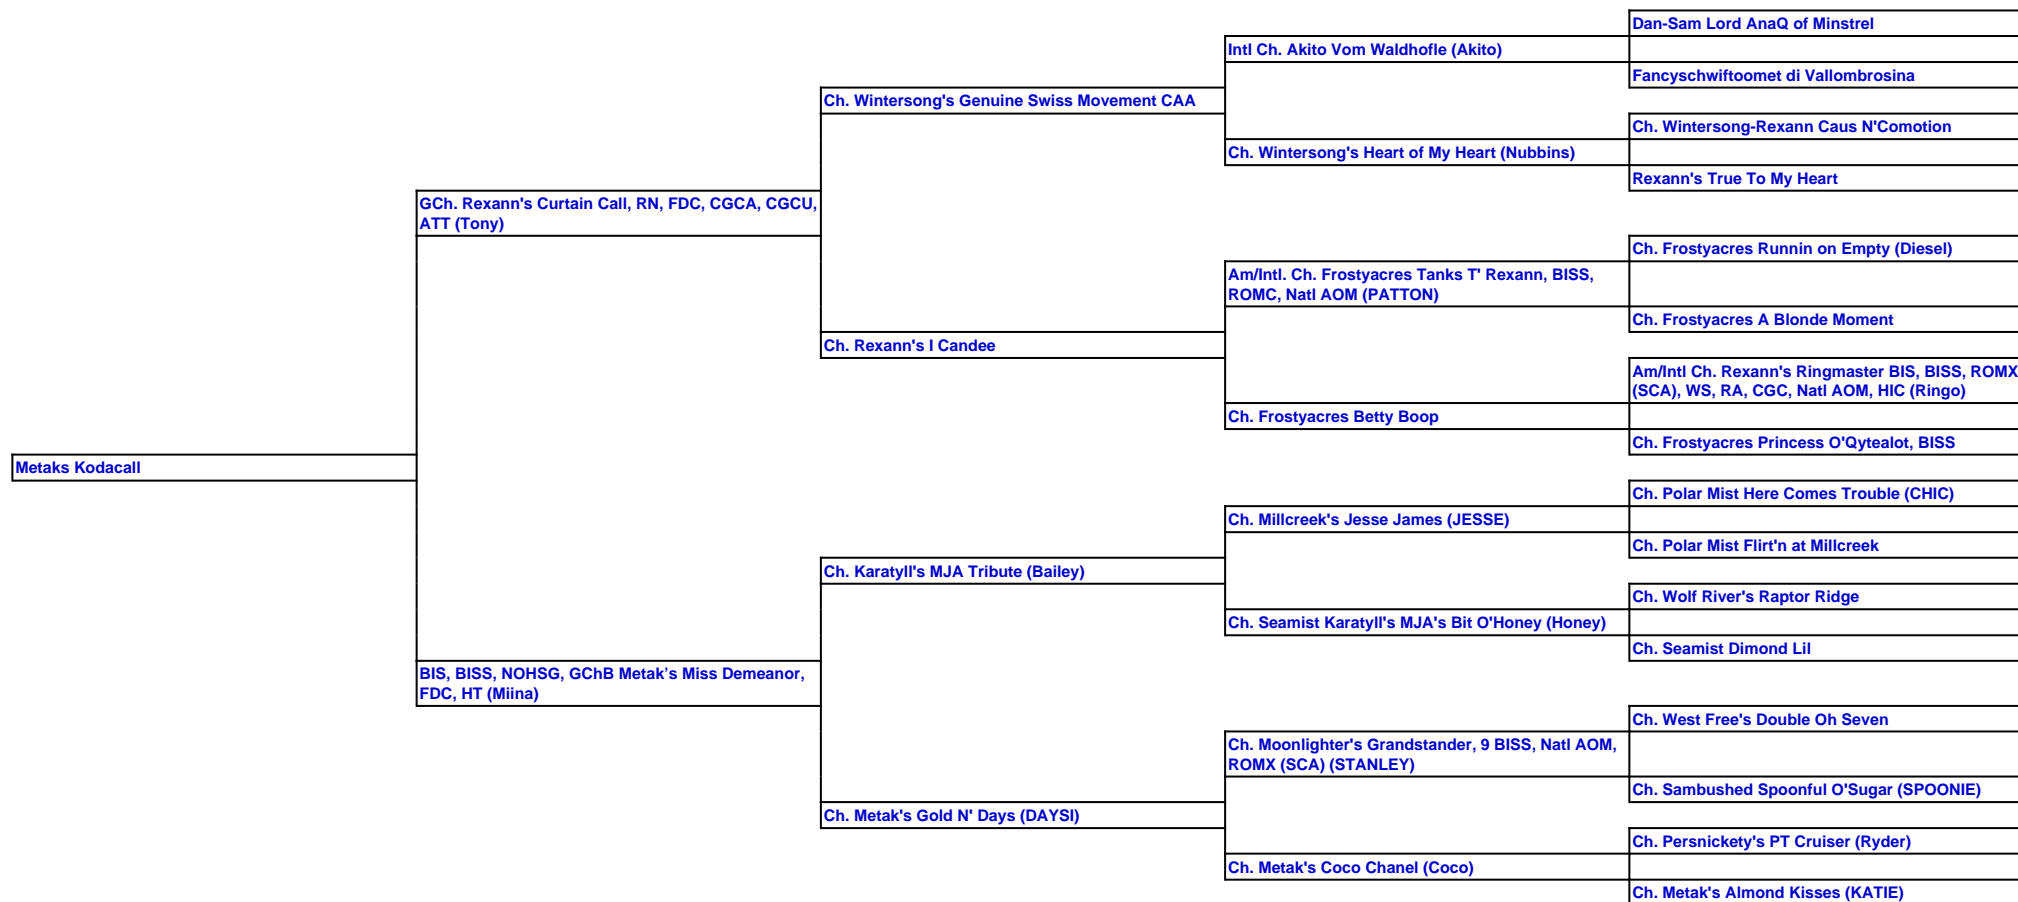 Dan-Sam Lord AnaQ of Minstrel
Intl Ch. Akito Vom Waldhofle (Akito)
Fancyschwiftoomet di Vallombrosina
Ch. Wintersong's Genuine Swiss Movement CAA
Ch. Wintersong-Rexann Caus N'Comotion
Ch. Wintersong's Heart of My Heart (Nubbins)
Rexann's True To My Heart
GCh. Rexann's Curtain Call, RN, FDC, CGCA, CGCU,
ATT (Tony)
Ch. Frostyacres Runnin on Empty (Diesel)
Am/Intl. Ch. Frostyacres Tanks T' Rexann, BISS,
ROMC, Natl AOM (PATTON)
Ch. Frostyacres A Blonde Moment
Ch. Rexann's I Candee
Am/Intl Ch. Rexann's Ringmaster BIS, BISS, ROMX
(SCA), WS, RA, CGC, Natl AOM, HIC (Ringo)
Ch. Frostyacres Betty Boop
Ch. Frostyacres Princess O'Qytealot, BISS
Metaks Kodacall
Ch. Polar Mist Here Comes Trouble (CHIC)
Ch. Millcreek's Jesse James (JESSE)
Ch. Polar Mist Flirt'n at Millcreek
Ch. Karatyll's MJA Tribute (Bailey)
Ch. Wolf River's Raptor Ridge
Ch. Seamist Karatyll's MJA's Bit O'Honey (Honey)
Ch. Seamist Dimond Lil
BIS, BISS, NOHSG, GChB Metak’s Miss Demeanor,
FDC, HT (Miina)
Ch. West Free's Double Oh Seven
Ch. Moonlighter's Grandstander, 9 BISS, Natl AOM,
ROMX (SCA) (STANLEY)
Ch. Sambushed Spoonful O'Sugar (SPOONIE)
Ch. Metak's Gold N' Days (DAYSI)
Ch. Persnickety's PT Cruiser (Ryder)
Ch. Metak's Coco Chanel (Coco)
Ch. Metak's Almond Kisses (KATIE)